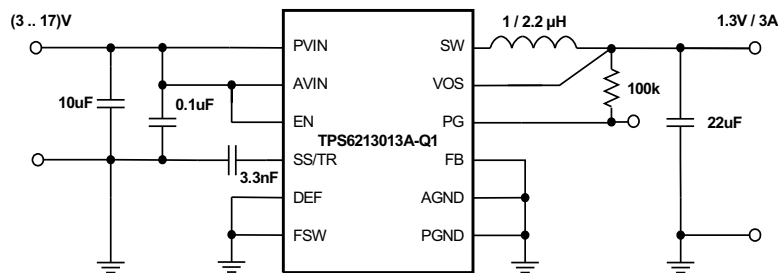 (3 .. 17)V
1 / 2.2 µH
1.3V / 3A
PVIN
SW
AVIN
VOS
10uF
0.1uF
100k
EN
PG
22uF
TPS6213013A-Q1
SS/TR
FB
3.3nF
DEF
AGND
FSW
PGND